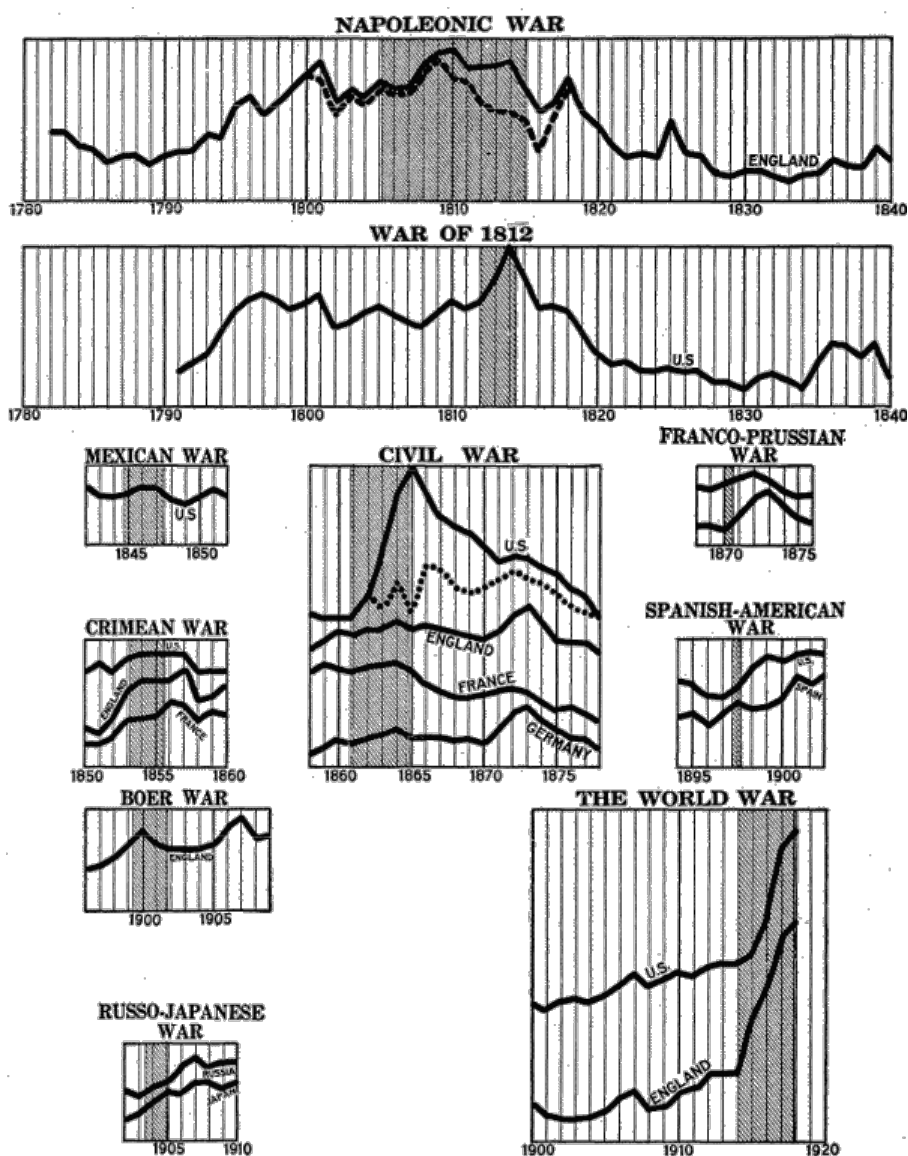 NAPOLEONIC WAR
ENGLAND
1780 1790 1800 1810 1820 1830 1840
WAR OF 1812
U.S
1780 1790 1800 1810 1820 1830 1840
MEXICAN WAR
U.S
1845 1850
CIVIL WAR
U.S.
ENGLAND
FRANCE
GERMANY
1860 1865 1870 1875
FRANCO-PRUSSIAN
WAR
1870 1875
CRIMEAN WAR
U.S.
ENGLAND
FRANCE
1850 1855 1860
SPANISH-AMERICAN
WAR
U.S.
SPAIN
1895 1900
BOER WAR
ENGLAND
1900 1905
THE WORLD WAR
U.S.
ENGLAND
1900 1910 1920
RUSSO-JAPANESE
WAR
RUSSIA
JAPAN
1905 1910